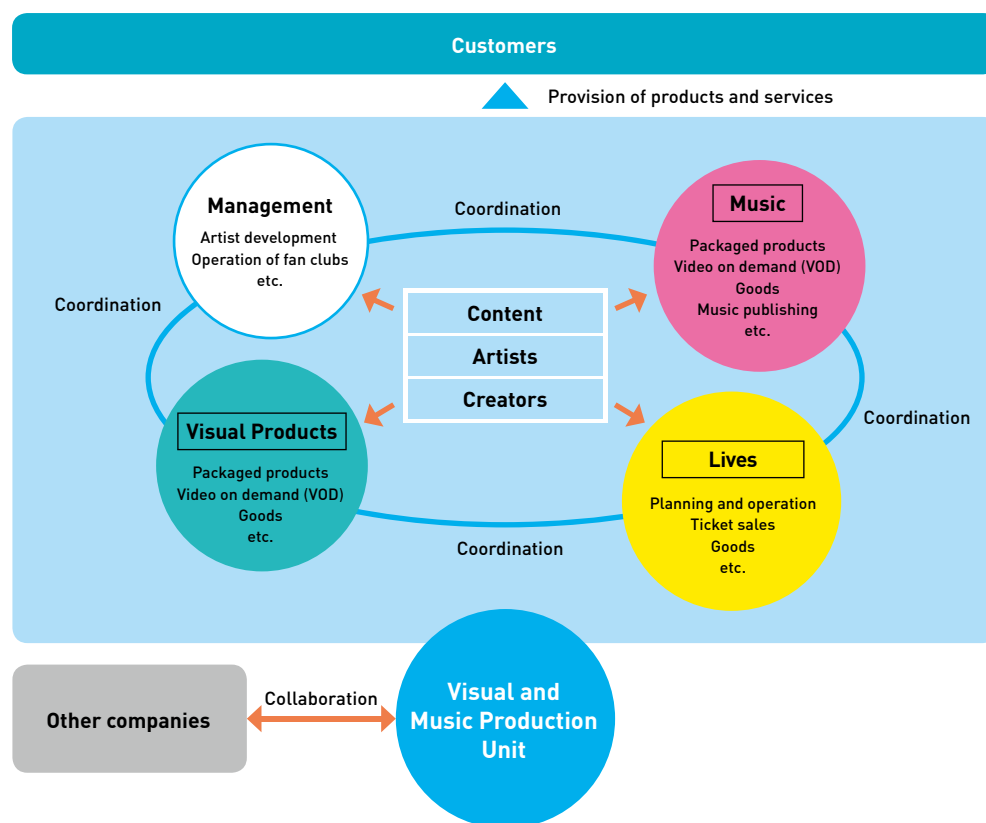 Customers
Provision of products and services
Management
Artist development
Operation of fan clubs
etc.
Coordination
Music
Packaged products
Video on demand (VOD)
Goods
Music publishing
etc.
Coordination
Content
Artists
Creators
Visual Products
Packaged products
Video on demand (VOD)
Goods
etc.
Coordination
Lives
Planning and operation
Ticket sales
Goods
etc.
Coordination
Other companies
Collaboration
Visual and
Music Production
Unit